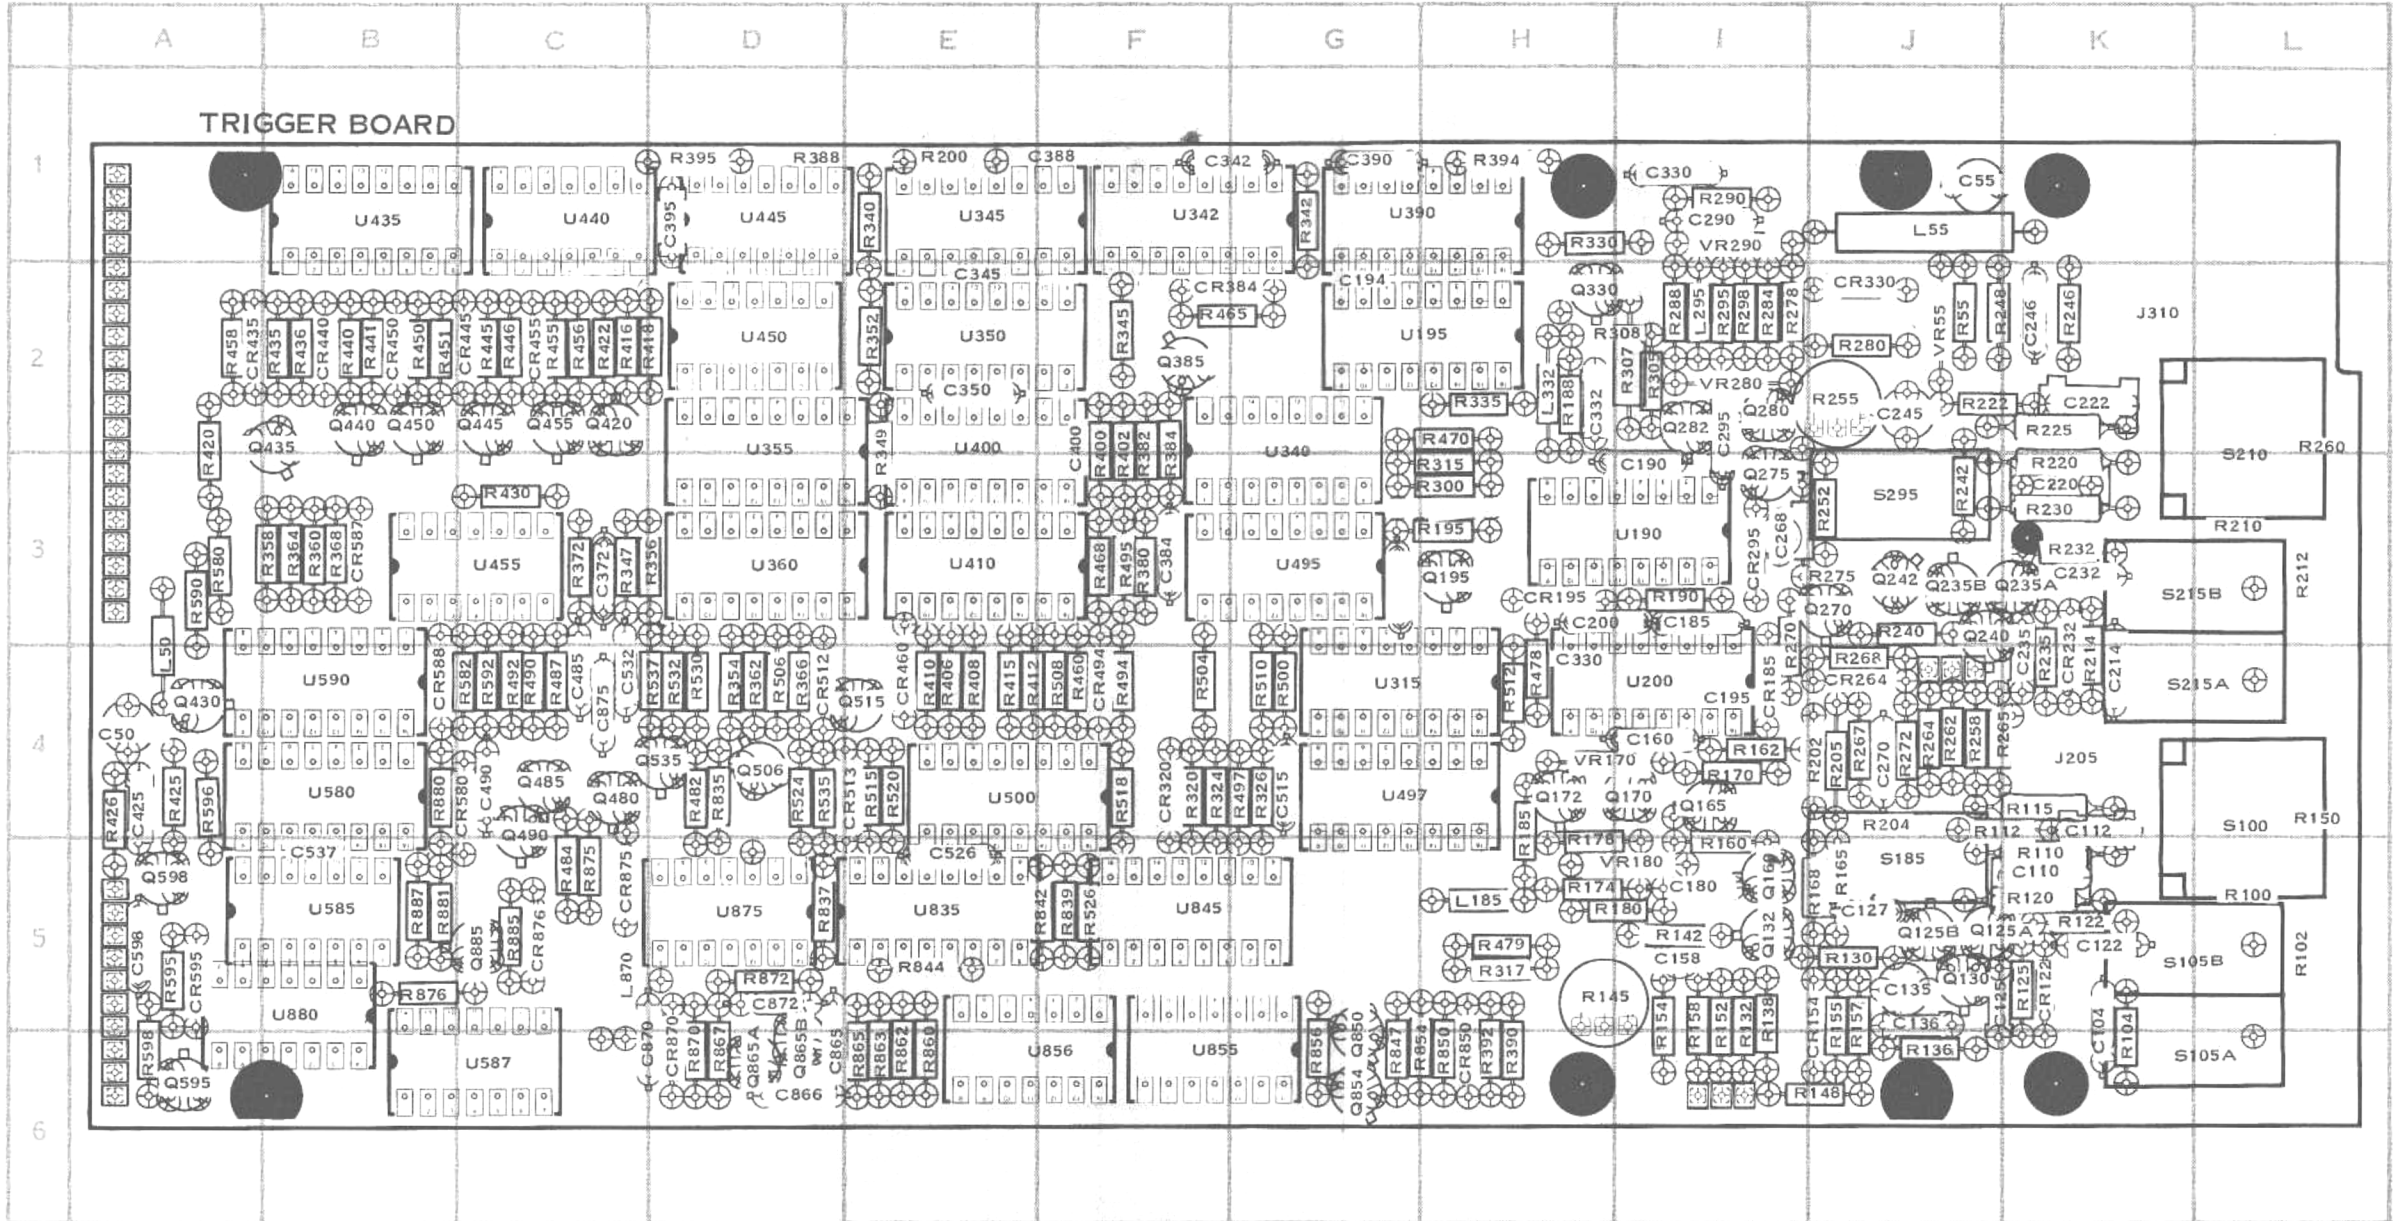 A B C D E F G H I J K L
TRIGGER BOARD
1
R395 R388 R200 C388 C342 C390 R394 C330 C55
U435 U440 C395 U445 R340 U345 U342 R342 U390 R290
C290
R330 VR290 L55
C345 CR384 C194 Q330 CR330
2
R458 CR435 R435 R436 CR440 R440 R441 CR450 R450 R451 CR445 R445 R446 CR455 R455 R456 R422 R416 R418 U450 R352 U350 R345 R465 U195 R308 R288 L295 R295 R298 R284 R278 VR55 R55 R248 C246 R246 J310
Q385 R307 R305 R280
C350 L332 R188 C332 VR280
R335 R255 C245 R222 C222
R420 Q435 Q440 Q450 Q445 Q455 Q420 U355 R349 U400 C400 R400 R402 R382 R384 U340 R470 Q282 C295 Q280 R225
R315 C190 Q275 R220 S210 R260
R430 R300 R252 S295 R242 C220
R230
3
R590 R580 R358 R364 R360 R368 CR587 U455 R372 C372 R347 R356 U360 U410 R468 R495 R380 C384 U495 R195 U190 CR295 C268 R210
R232
Q195 R275 Q242 Q235B Q235A C232 R212
CR195 R190 Q270 S215B
C200 C185 R270 R240 Q240 C235 R235 CR232 R214 C214
L50 U590 CR588 R582 R592 R492 R490 R487 C485 C875 C532 R537 R532 R530 R354 R362 R506 R366 CR512 CR460 R410 R406 R408 R415 R412 R508 R460 CR494 R494 R504 R510 R500 U315 R512 R478 C330 U200 CR185 R268
CR264 S215A
Q430 Q515 C195
4
C50 Q535 C160 R162 R202 R205 R267 C270 R272 R264 R262 R258 R265 J205
R426 C425 R425 R596 U580 R880 CR580 C490 Q485 Q480 R482 R835 Q506 R524 R535 CR513 R515 R520 U500 R518 CR320 R320 R324 R497 R326 C515 U497 VR170 R170
Q172 Q170 Q165 R115
Q490 R185 R178 R160 R204 R112 C112 S100 R150
C537 C526 VR180 S185 R110
Q598 R484 R875 CR875 R174 C180 R168 R165 C110
5
C598 U585 R887 R881 Q885 R885 CR876 U875 R837 U835 R842 R839 R526 U845 L185 R180 Q132 C127 R120 R100
R142 Q125B Q125A R122
R479 C122
R595 CR595 L870 R844 R317 C158 R130 S105B R102
R876 R872 R145 C135 Q130 C125 R125 CR122
U880 C872
R598 U587 C870 CR870 R870 R867 Q865A Q865B C865 R865 R863 R862 R860 U856 U855 R856 Q850 R847 R854 R850 CR850 R392 R390 R154 R158 R152 R132 R138 CR154 R155 R157 C136 C104 R104
R136 S105A
Q595 C866 Q854 R148
6